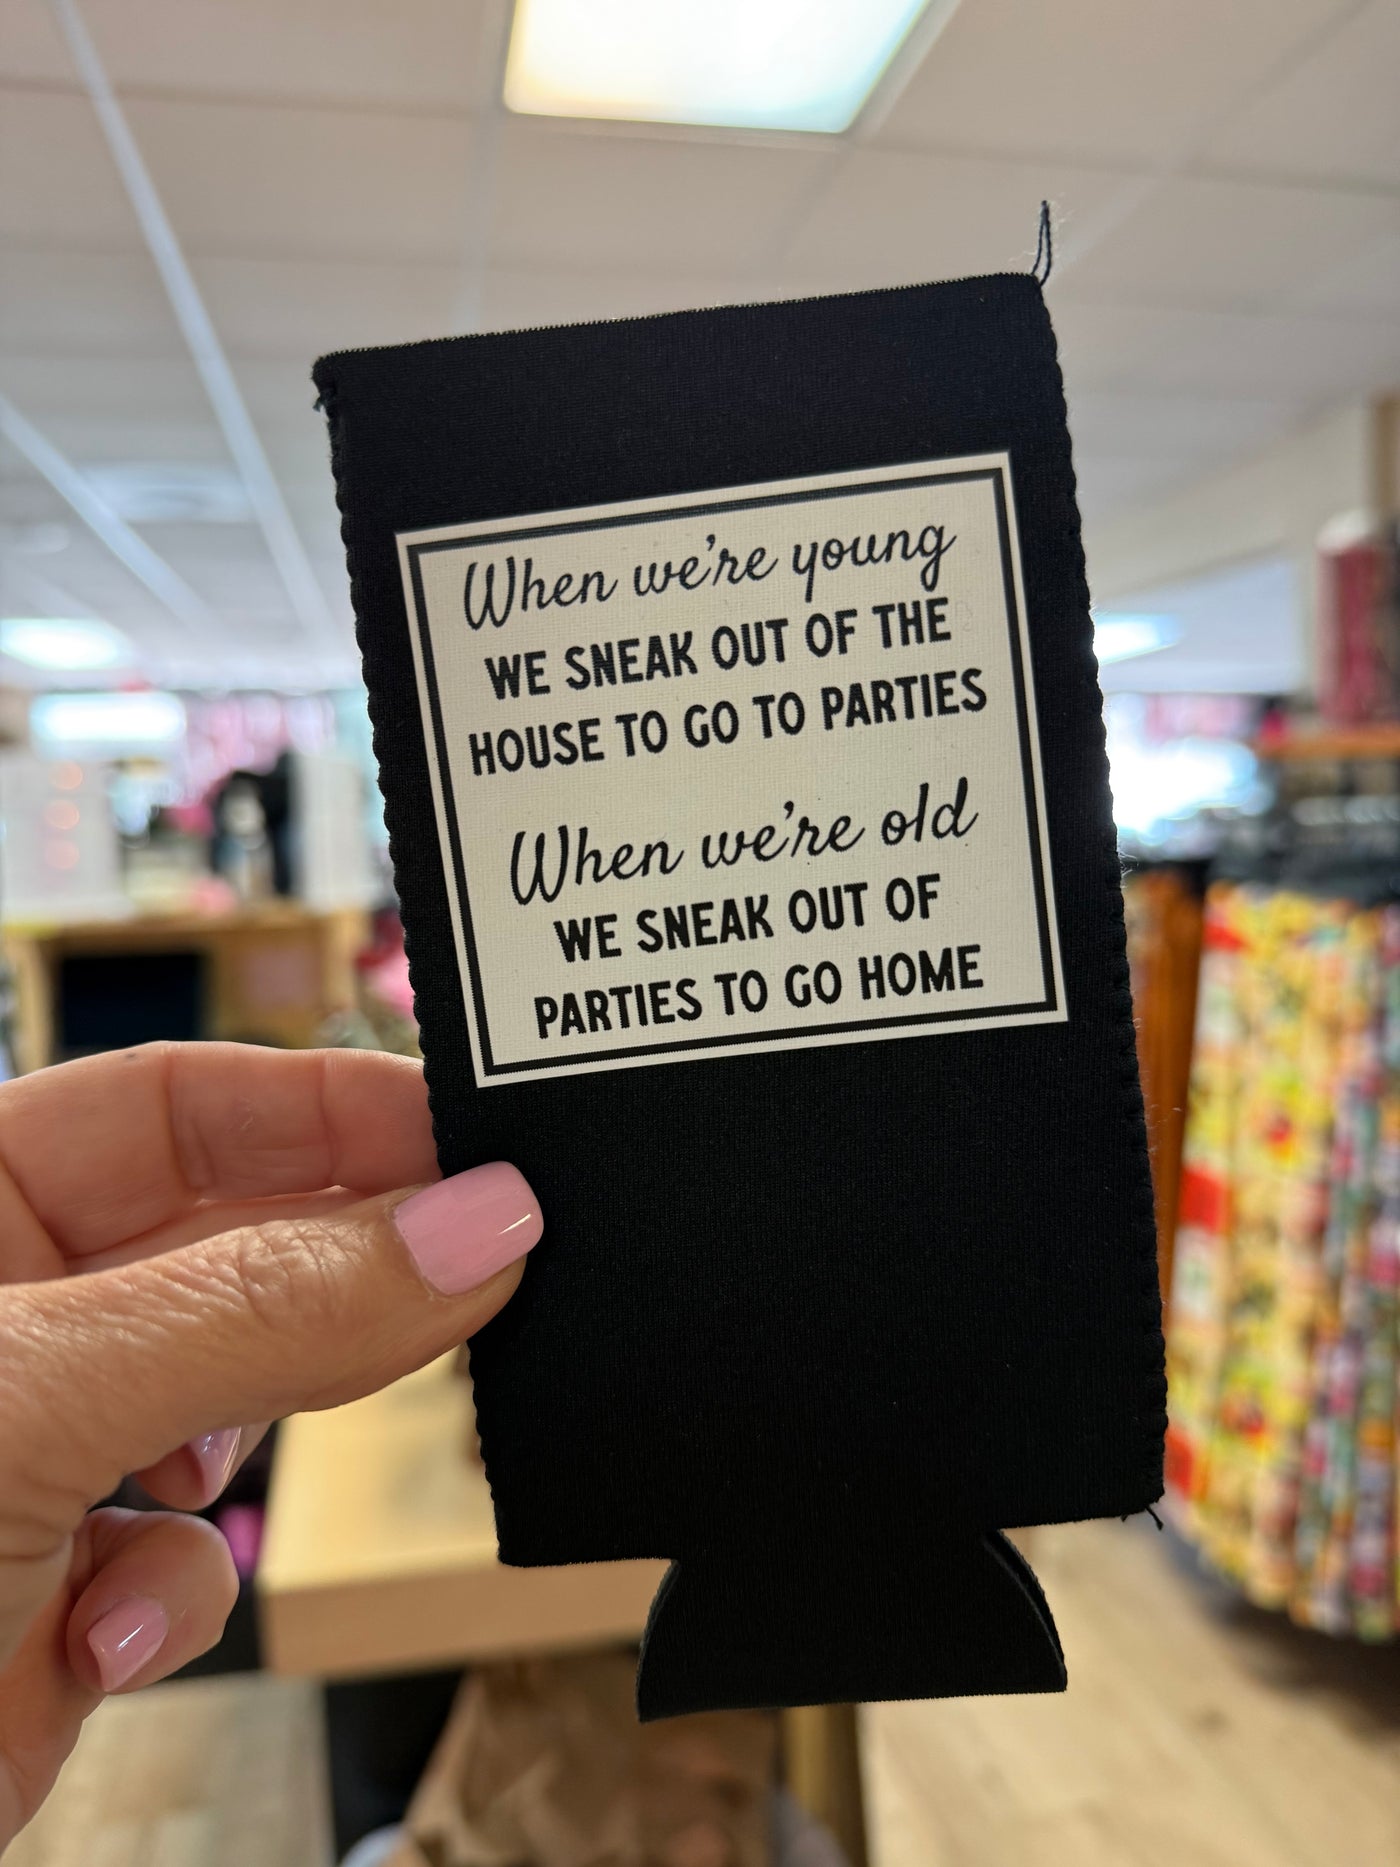 When we're young
WE SNEAK OUT OF THE
HOUSE TO GO TO PARTIES
When we're old
WE SNEAK OUT OF
PARTIES TO GO HOME